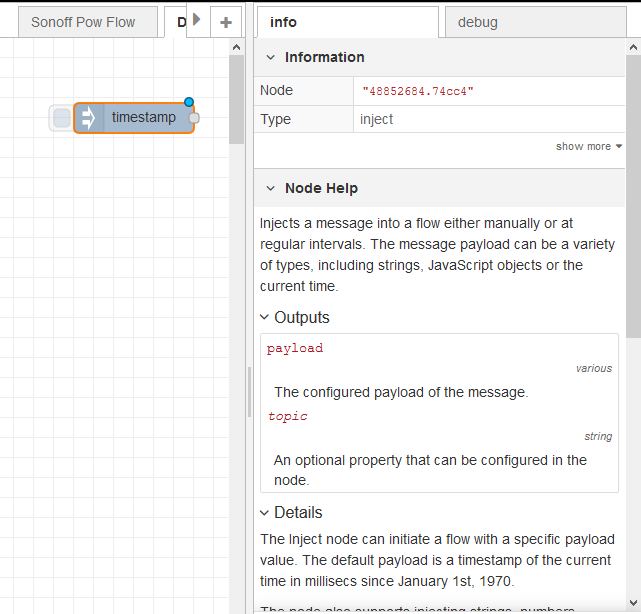 Sonoff Pow Flow
D
+
timestamp
info
debug
Information
Node
"48852684.74cc4"
Type
inject
show more
Node Help
Injects a message into a flow either manually or at
regular intervals. The message payload can be a variety
of types, including strings, JavaScript objects or the
current time.
Outputs
payload
various
The configured payload of the message.
topic
string
An optional property that can be configured in the
node.
Details
The Inject node can initiate a flow with a specific payload
value. The default payload is a timestamp of the current
time in millisecs since January 1st, 1970.
The node also supports injecting strings, numbers,